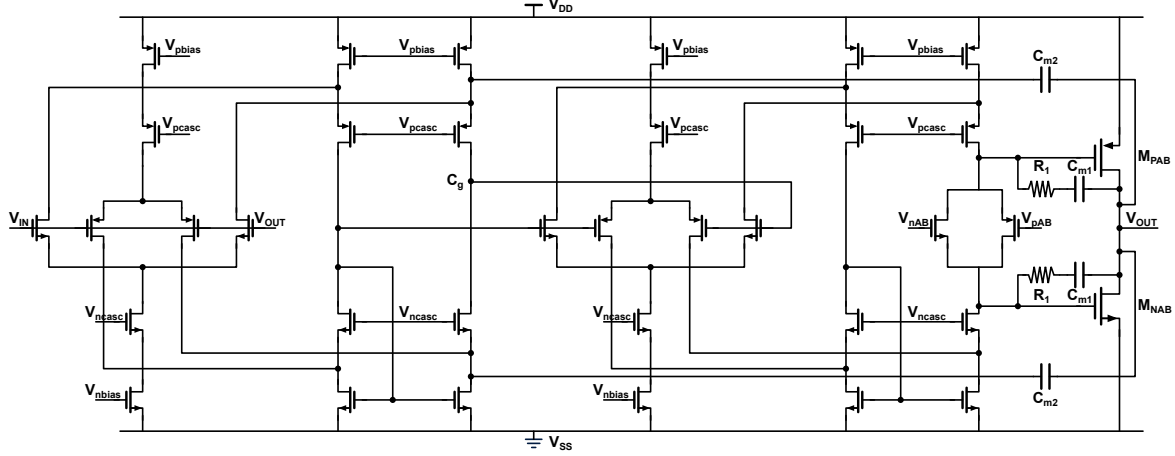 VDD
Vpbias
Vpbias
Vpbias
Vpbias
Cm2
Vpcasc
Vpcasc
Vpcasc
Vpcasc
MPAB
R1
Cm1
Cg
VIN
VOUT
VnAB
VpAB
VOUT
R1
Cm1
MNAB
Vncasc
Vncasc
Vncasc
Vncasc
Vnbias
Vnbias
Cm2
VSS